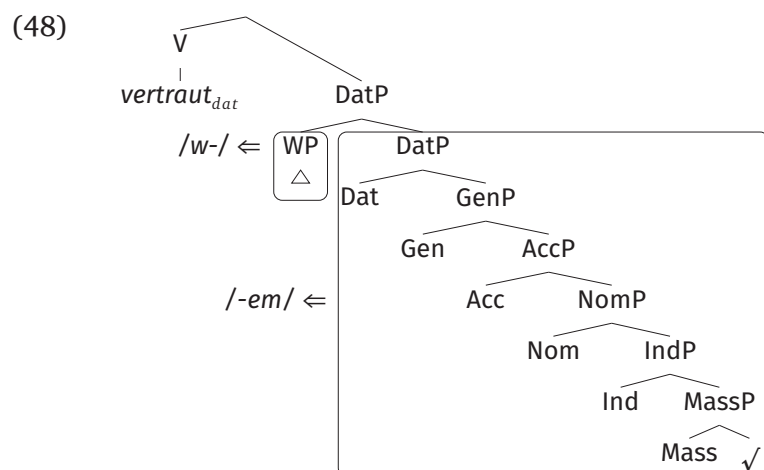 (48)
V
vertraut_dat DatP
/w-/ ⇐ WP DatP
Dat GenP
Gen AccP
/-em/ ⇐ Acc NomP
Nom IndP
Ind MassP
Mass √